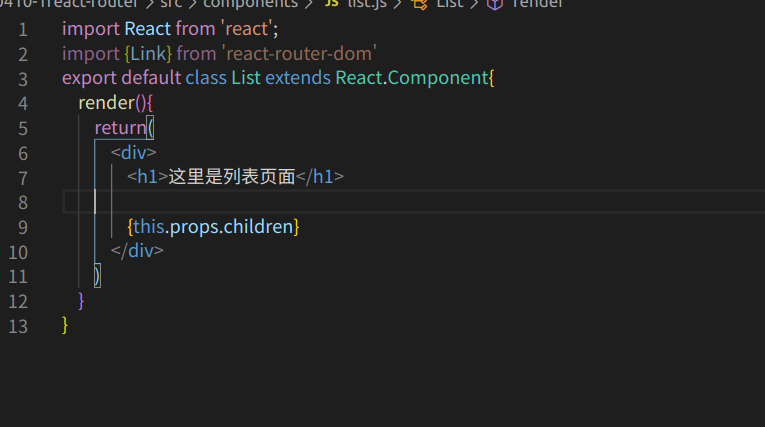 0410-1react-router > src > components > JS list.js > List > render
1 import React from 'react';
2 import {Link} from 'react-router-dom'
3 export default class List extends React.Component{
4 render(){
5 return(
6 <div>
7 <h1>这里是列表页面</h1>
8
9 {this.props.children}
10 </div>
11 )
12 }
13 }